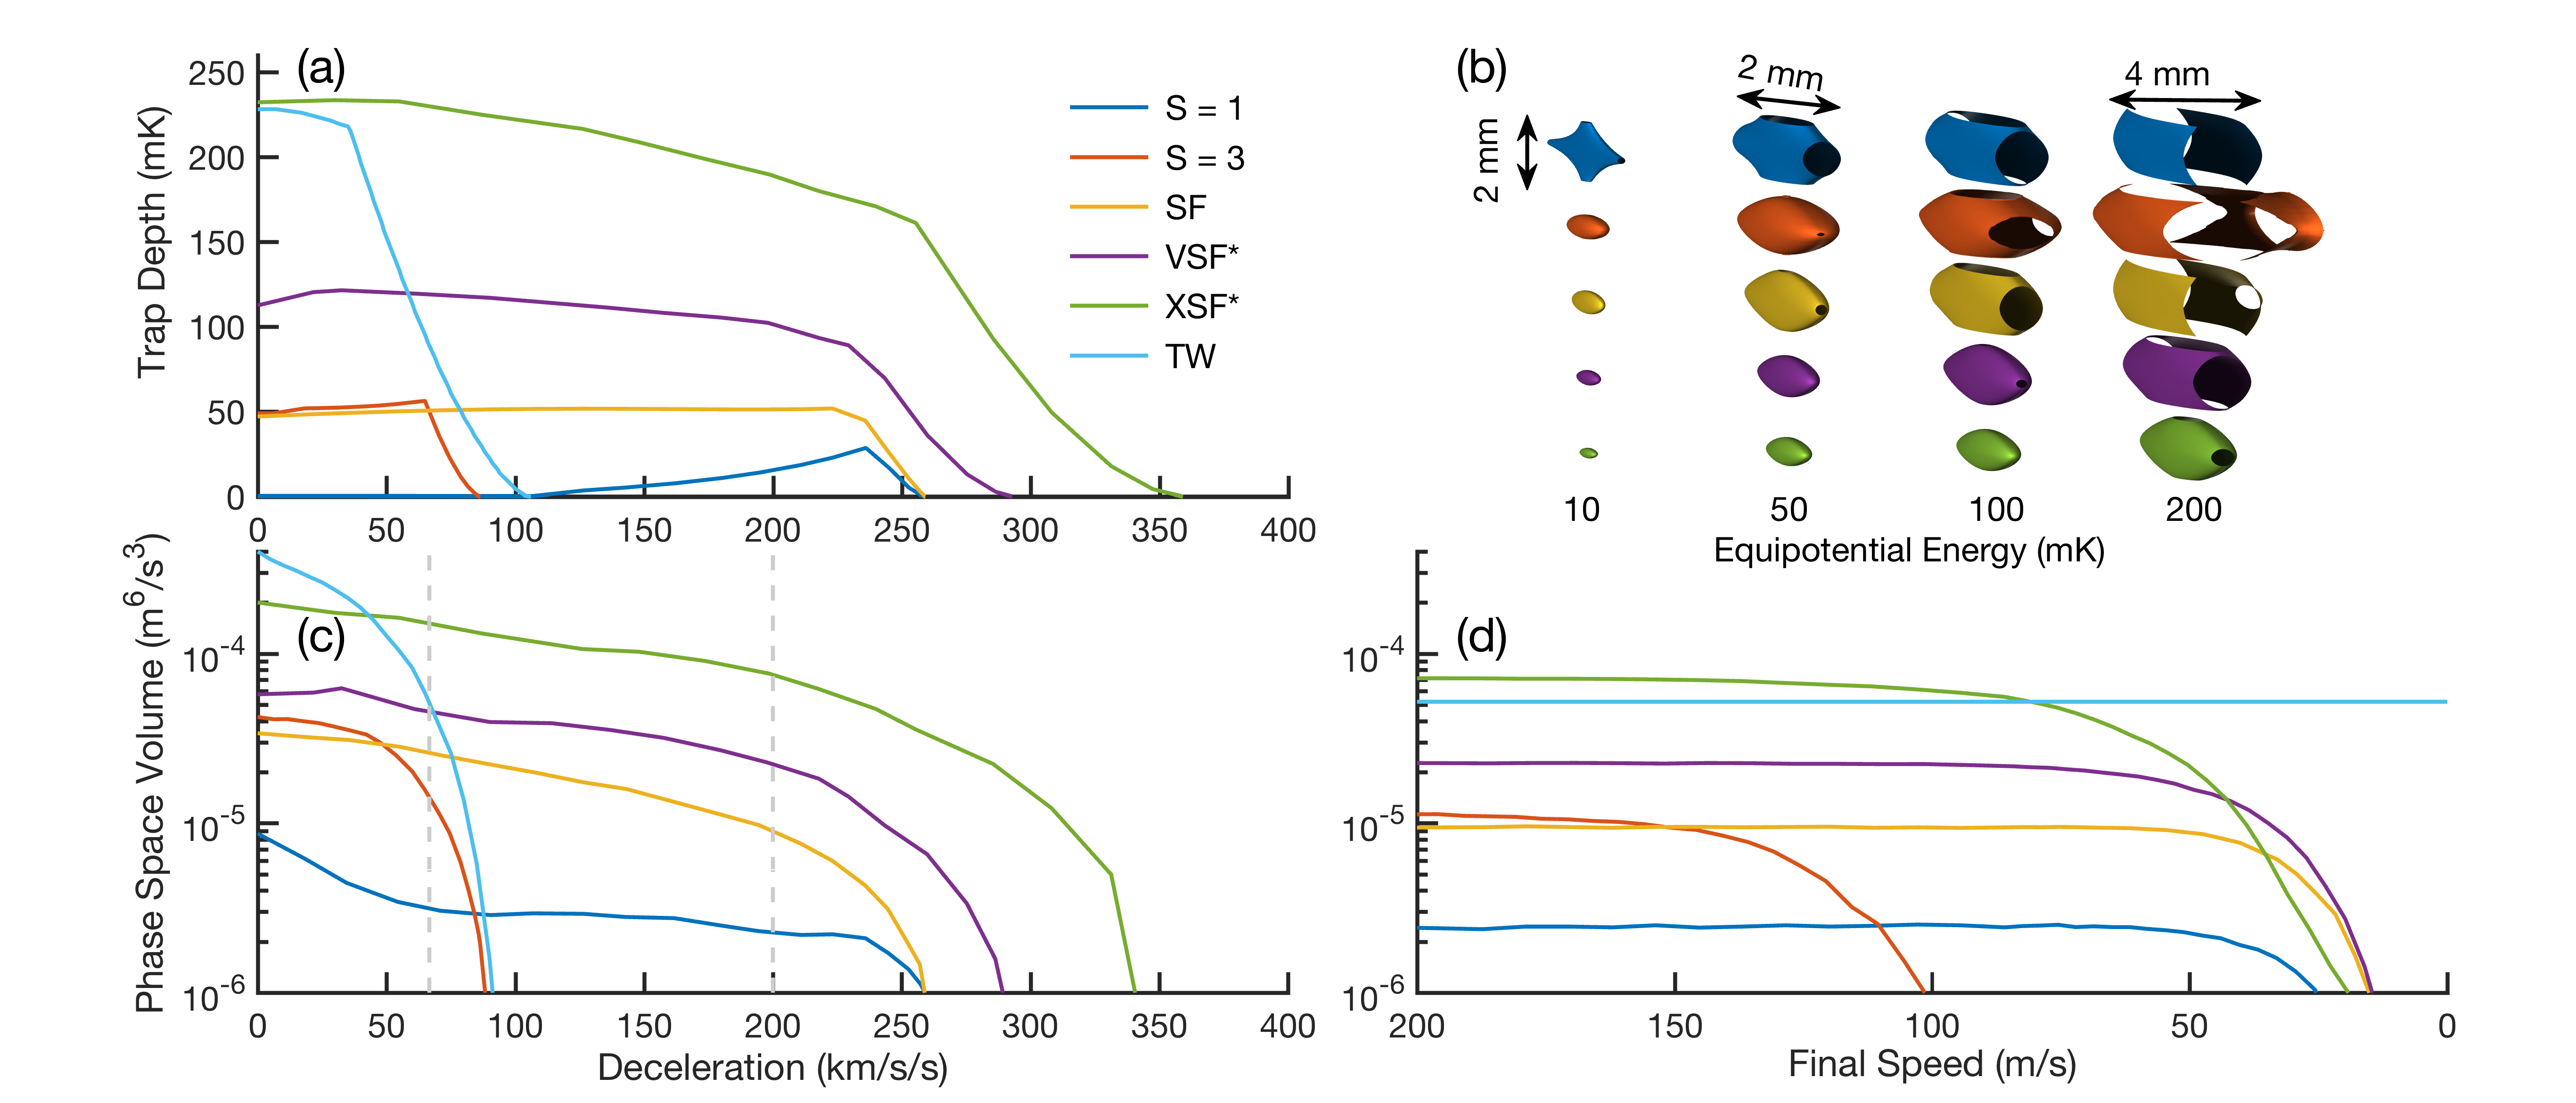 (a)
Trap Depth (mK)
250
200
150
100
50
0
0 50 100 150 200 250 300 350 400
S = 1
S = 3
SF
VSF*
XSF*
TW
(b)
2 mm
2 mm
4 mm
10 50 100 200
Equipotential Energy (mK)
(c)
Phase Space Volume (m^6/s^3)
10^-4
10^-5
10^-6
0 50 100 150 200 250 300 350 400
Deceleration (km/s/s)
(d)
10^-4
10^-5
10^-6
200 150 100 50 0
Final Speed (m/s)